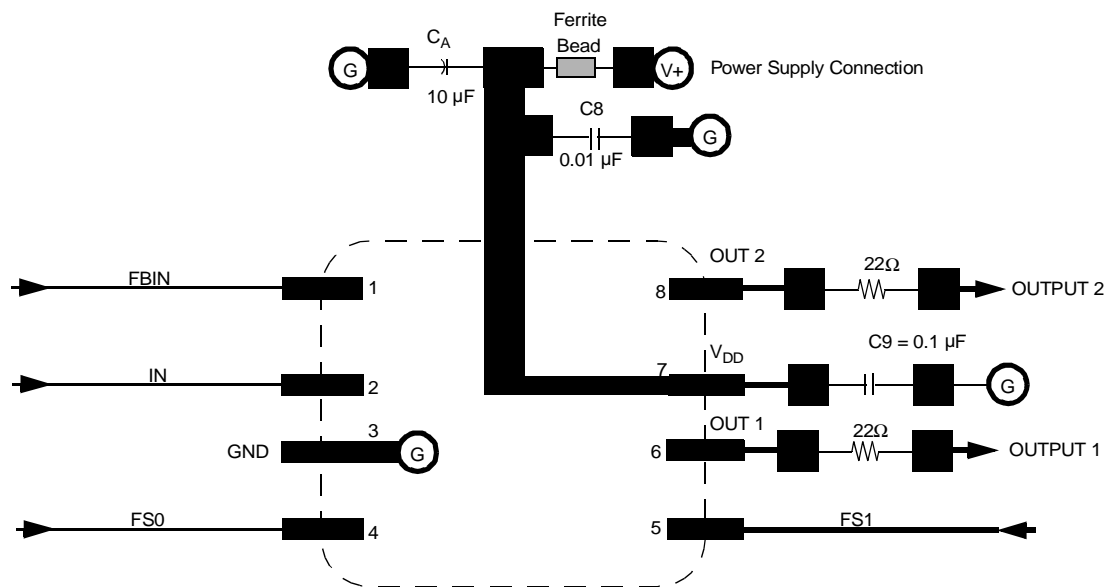 Ferrite
Bead
C_A
G
V+
Power Supply Connection
10 µF
C8
G
0.01 µF
OUT 2
22Ω
FBIN
1
8
OUTPUT 2
V_DD
C9 = 0.1 µF
IN
2
7
G
3
OUT 1
22Ω
GND
G
6
OUTPUT 1
FS0
4
5
FS1